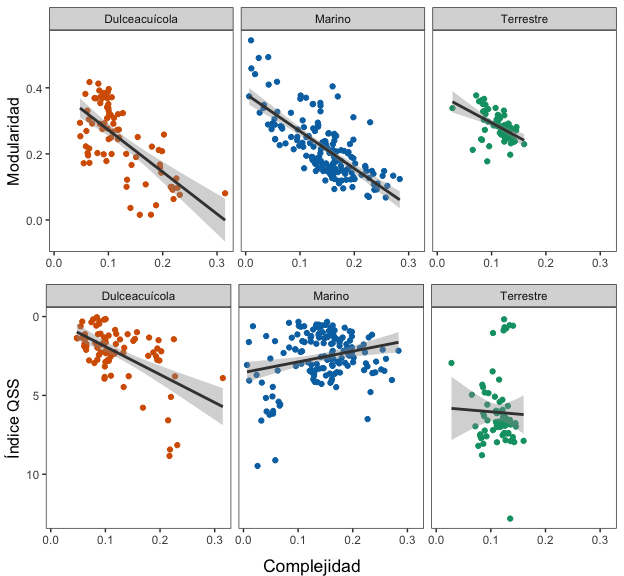 Dulceacuícola Marino Terrestre
Modularidad
0.4
0.2
0.0
0.0 0.1 0.2 0.3 0.0 0.1 0.2 0.3 0.0 0.1 0.2 0.3
Dulceacuícola Marino Terrestre
Índice QSS
0
5
10
0.0 0.1 0.2 0.3 0.0 0.1 0.2 0.3 0.0 0.1 0.2 0.3
Complejidad